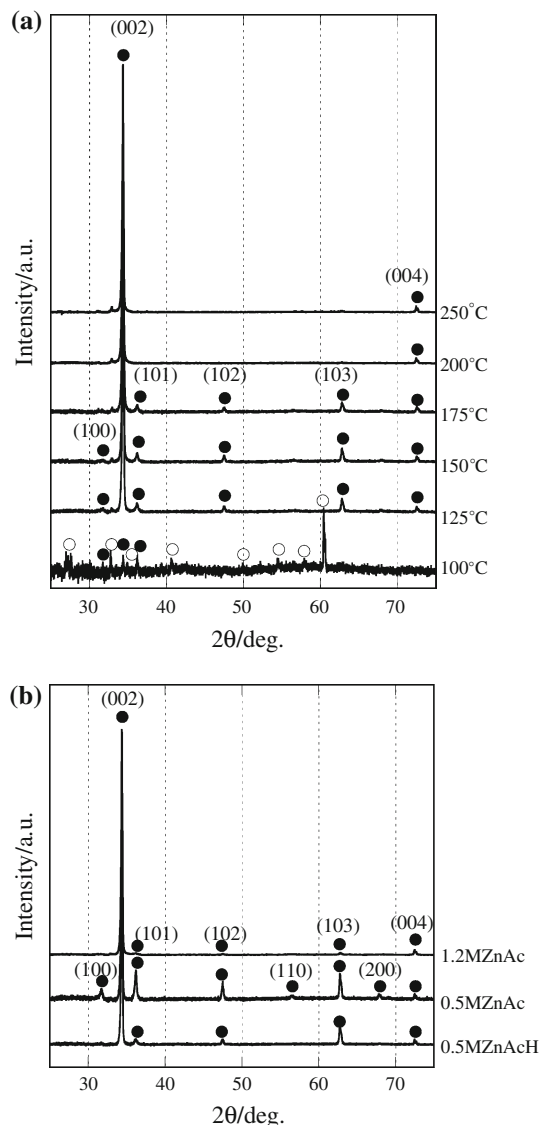 (a)
(002)
(004)
250°C
200°C
(101) (102) (103)
175°C
(100)
150°C
125°C
100°C
Intensity/a.u.
30 40 50 60 70
2θ/deg.
(b)
(002)
(101) (102) (103) (004)
1.2MZnAc
(100) (110) (200)
0.5MZnAc
0.5MZnAcH
Intensity/a.u.
30 40 50 60 70
2θ/deg.